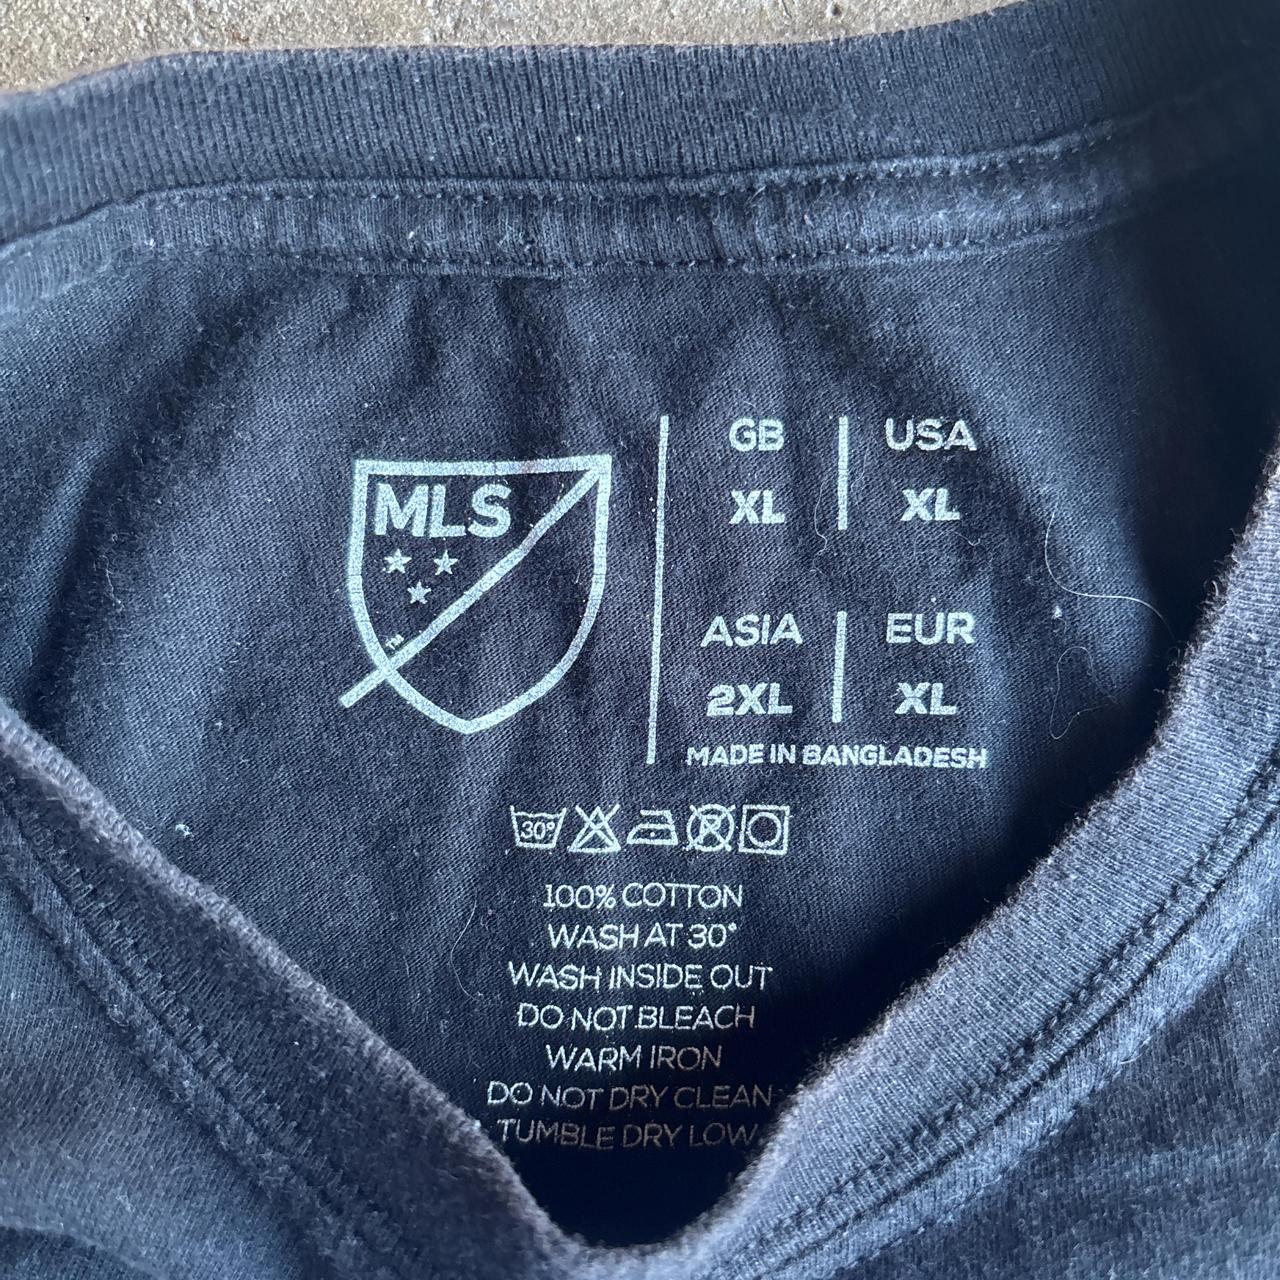 MLS
GB USA
XL XL
ASIA EUR
2XL XL
MADE IN BANGLADESH
30°
100% COTTON
WASH AT 30°
WASH INSIDE OUT
DO NOT BLEACH
WARM IRON
DO NOT DRY CLEAN
TUMBLE DRY LOW